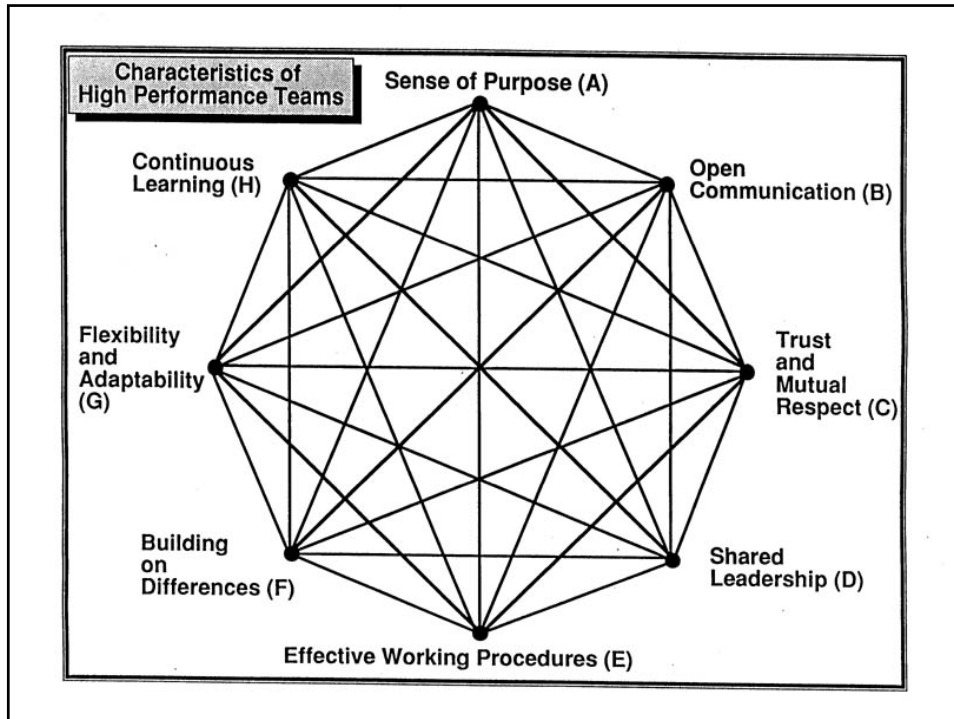 Characteristics of
High Performance Teams
Sense of Purpose (A)
Open
Communication (B)
Trust
and
Mutual
Respect (C)
Shared
Leadership (D)
Effective Working Procedures (E)
Building
on
Differences (F)
Flexibility
and
Adaptability
(G)
Continuous
Learning (H)